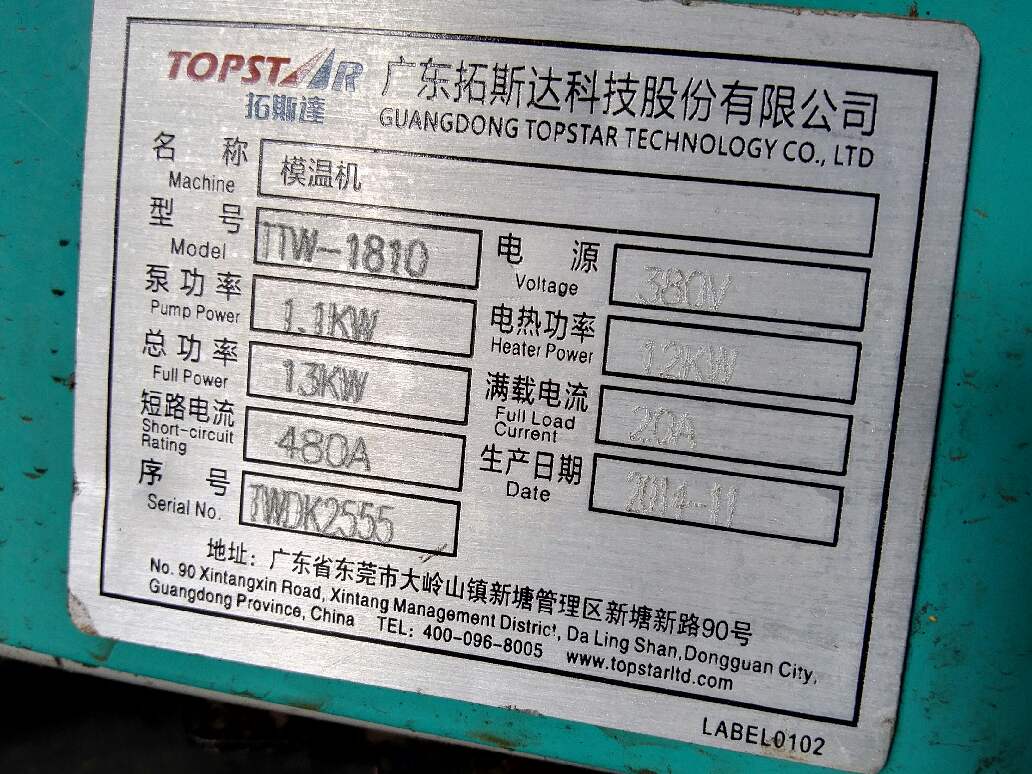 TOPSTAR
拓斯達
广东拓斯达科技股份有限公司
GUANGDONG TOPSTAR TECHNOLOGY CO., LTD
名 称 模温机
Machine
型 号 TTW-1810 电 源 380V
Model Voltage
泵功率 1.1KW 电热功率 12KW
Pump Power Heater Power
总功率 13KW 满载电流 20A
Full Power Full Load Current
短路电流 480A 生产日期 2014-11
Short-circuit Rating Date
序 号 TWDK2555
Serial No.
地址：广东省东莞市大岭山镇新塘管理区新塘新路90号
No. 90 Xintangxin Road, Xintang Management District, Da Ling Shan,Dongguan City,
Guangdong Province, China TEL: 400-096-8005 www.topstarltd.com
LABEL0102